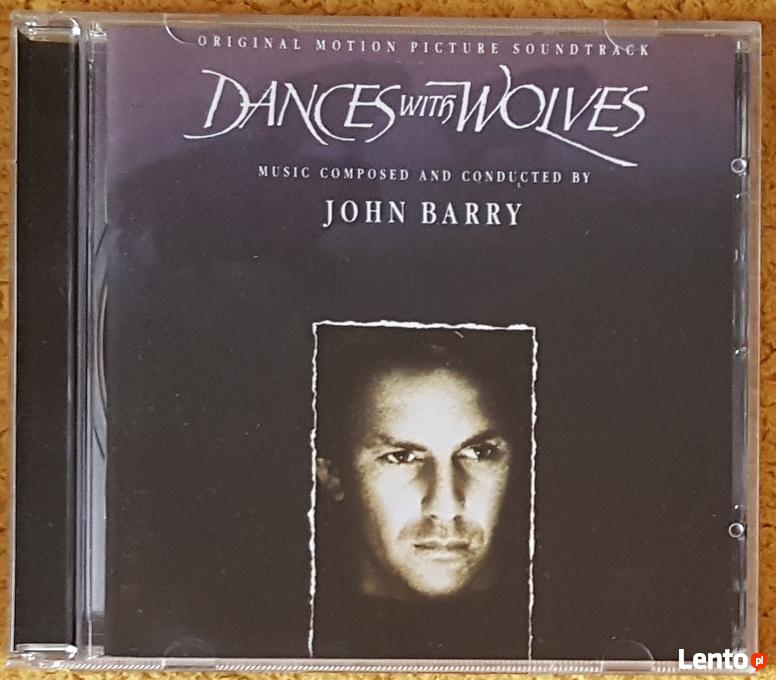 ORIGINAL MOTION PICTURE SOUNDTRACK
DANCES WITH WOLVES
MUSIC COMPOSED AND CONDUCTED BY
JOHN BARRY
Lento.pl